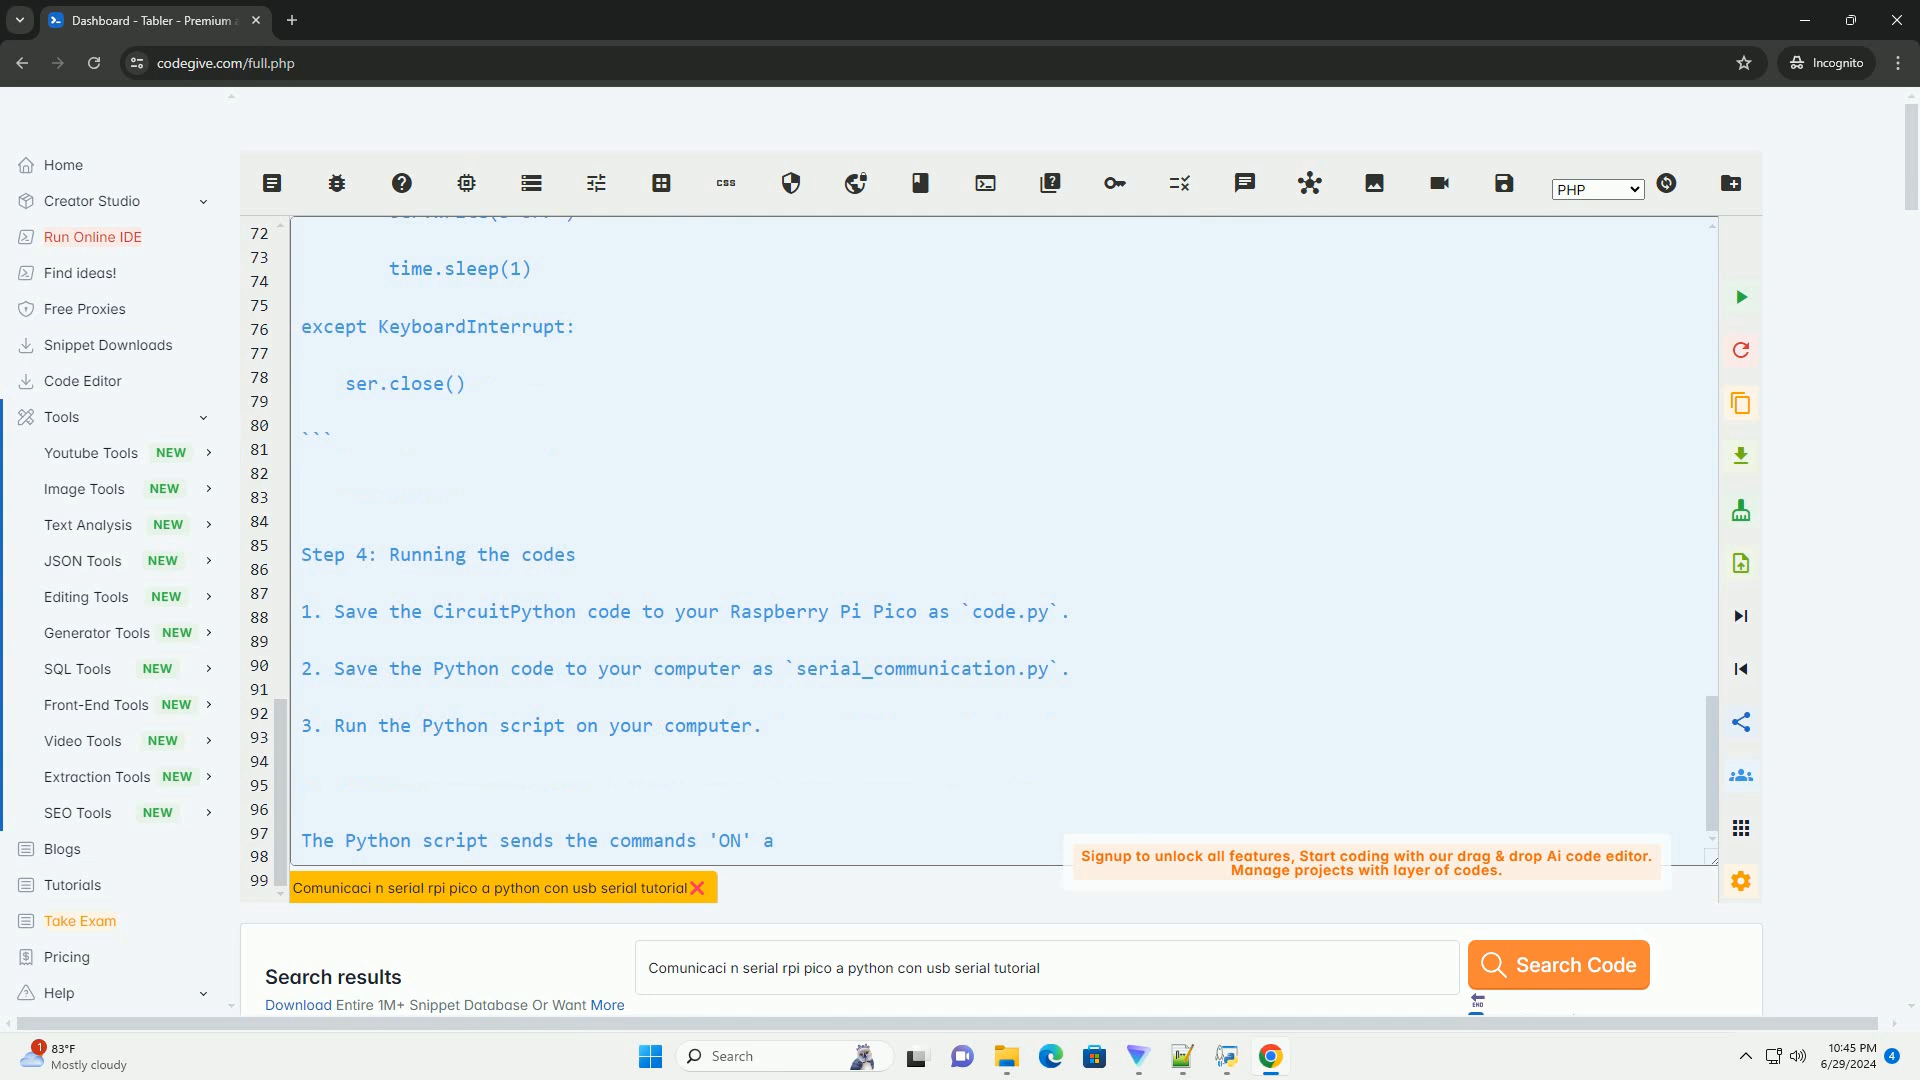 Dashboard - Tabler - Premium
codegive.com/full.php
Incognito
Home
Creator Studio
Run Online IDE
Find ideas!
Free Proxies
Snippet Downloads
Code Editor
Tools
Youtube Tools NEW
Image Tools NEW
Text Analysis NEW
JSON Tools NEW
Editing Tools NEW
Generator Tools NEW
SQL Tools NEW
Front-End Tools NEW
Video Tools NEW
Extraction Tools NEW
SEO Tools NEW
Blogs
Tutorials
Take Exam
Pricing
Help
css
PHP
72
73
74
75
76
77
78
79
80
81
82
83
84
85
86
87
88
89
90
91
92
93
94
95
96
97
98
99
time.sleep(1)
except KeyboardInterrupt:
ser.close()
```
Step 4: Running the codes
1. Save the CircuitPython code to your Raspberry Pi Pico as `code.py`.
2. Save the Python code to your computer as `serial_communication.py`.
3. Run the Python script on your computer.
The Python script sends the commands 'ON' a
Signup to unlock all features, Start coding with our drag & drop Ai code editor.
Manage projects with layer of codes.
Comunicaci n serial rpi pico a python con usb serial tutorial
Search results
Download Entire 1M+ Snippet Database Or Want More
Comunicaci n serial rpi pico a python con usb serial tutorial
Search Code
END
1
83°F
Mostly cloudy
Search
10:45 PM
6/29/2024
4